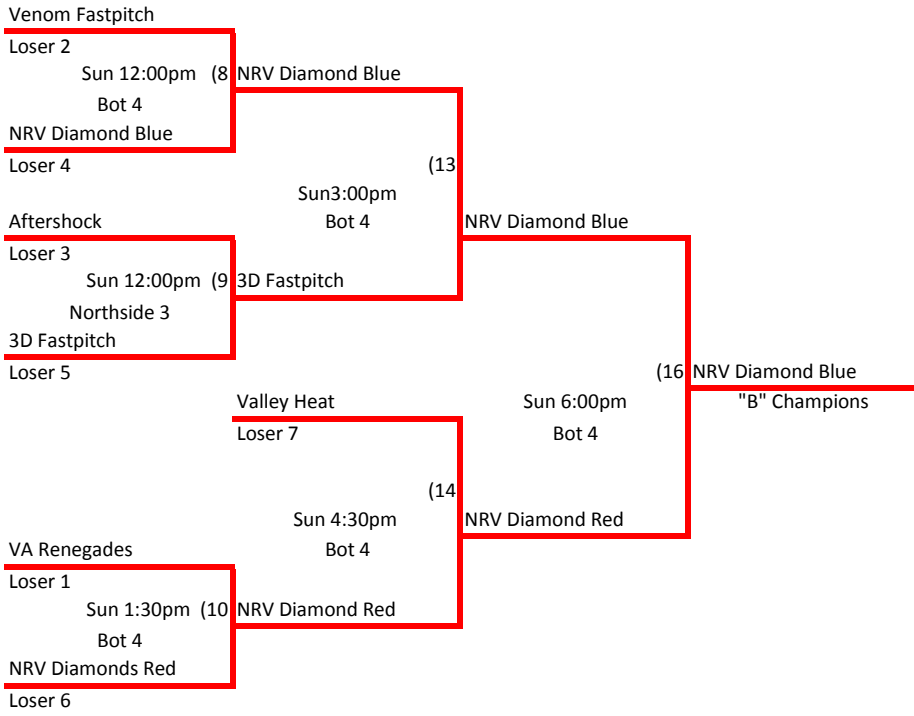 Venom Fastpitch
Loser 2
Sun 12:00pm (8 NRV Diamond Blue
Bot 4
NRV Diamond Blue
Loser 4
(13
Sun3:00pm
Aftershock
Bot 4
NRV Diamond Blue
Loser 3
Sun 12:00pm (9 3D Fastpitch
Northside 3
3D Fastpitch
Loser 5
(16 NRV Diamond Blue
Valley Heat
Sun 6:00pm
"B" Champions
Loser 7
Bot 4
(14
Sun 4:30pm
NRV Diamond Red
VA Renegades
Bot 4
Loser 1
Sun 1:30pm (10 NRV Diamond Red
Bot 4
NRV Diamonds Red
Loser 6